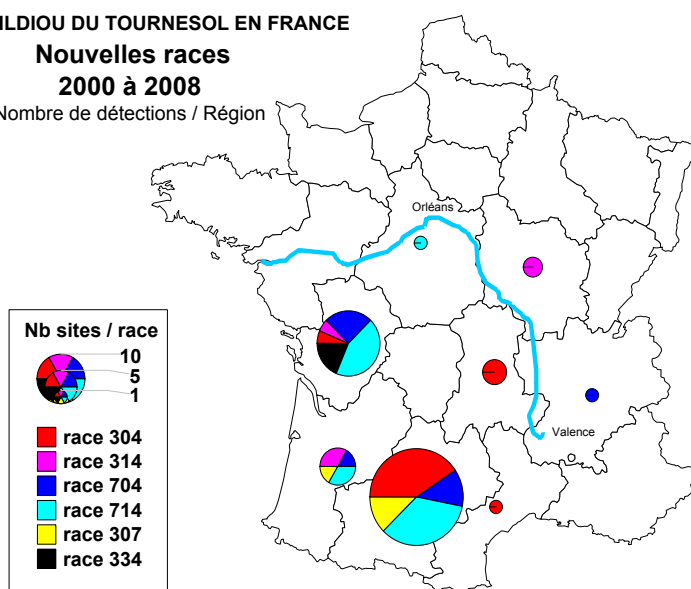 ILDIOU DU TOURNESOL EN FRANCE
Nouvelles races
2000 à 2008
Nombre de détections / Région
Orléans
Valence
Nb sites / race
10
5
1
race 304
race 314
race 704
race 714
race 307
race 334